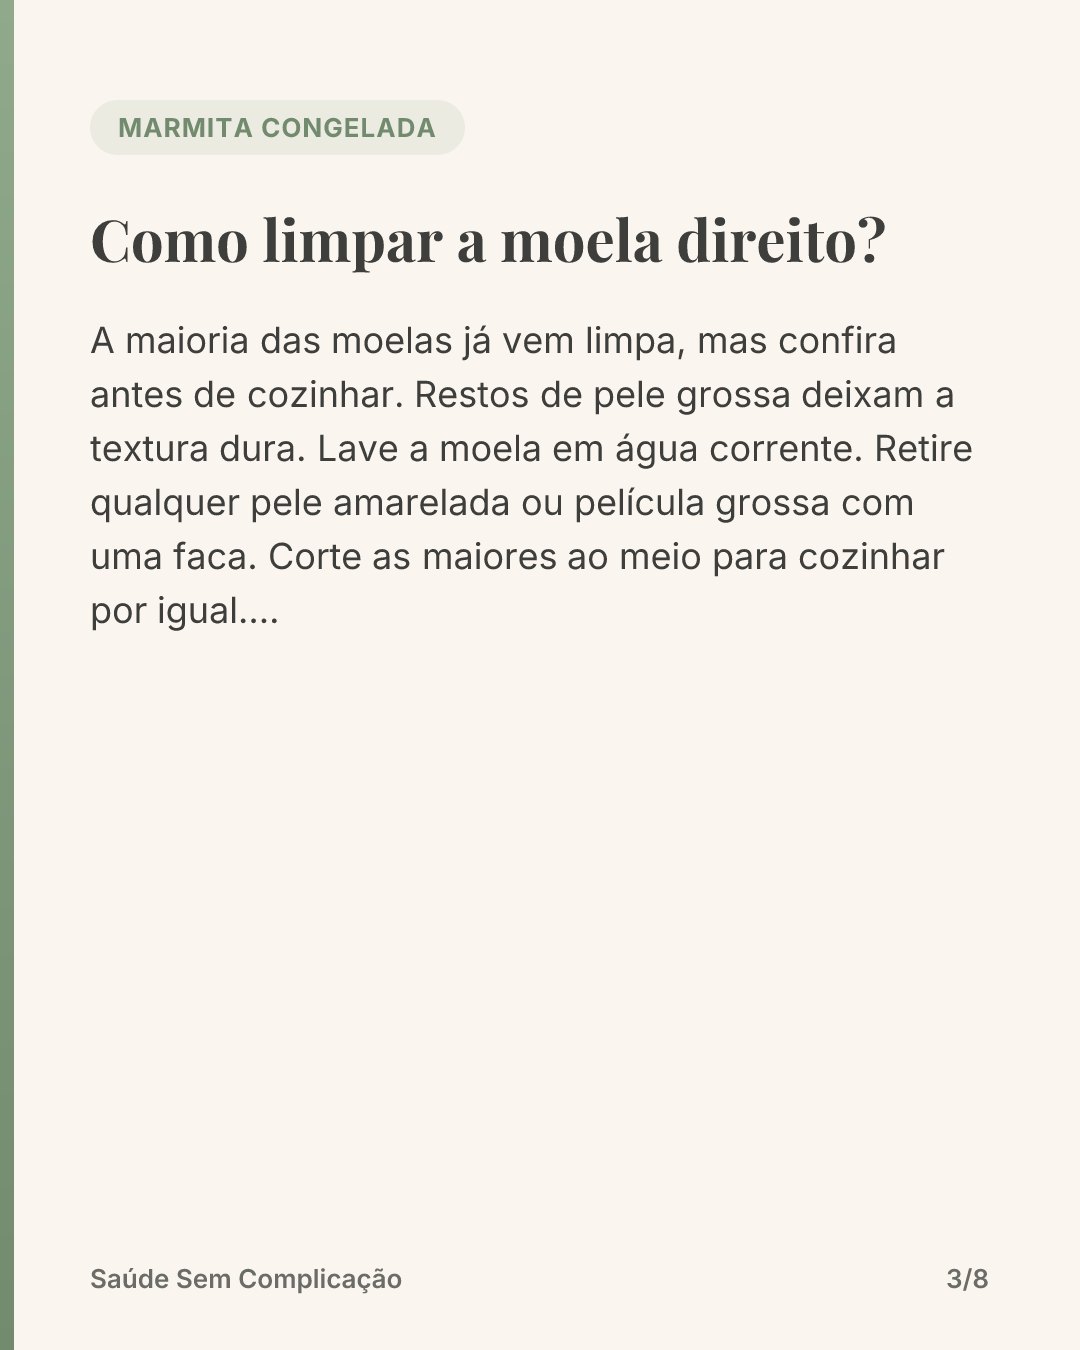 MARMITA CONGELADA
Como limpar a moela direito?
A maioria das moelas já vem limpa, mas confira
antes de cozinhar. Restos de pele grossa deixam a
textura dura. Lave a moela em água corrente. Retire
qualquer pele amarelada ou película grossa com
uma faca. Corte as maiores ao meio para cozinhar
por igual....
Saúde Sem Complicação
3/8